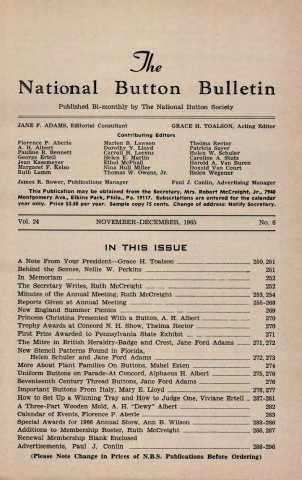 The
National Button Bulletin
Published Bi-monthly by The National Button Society
JANE F. ADAMS, Editorial Consultant GRACE H. TOALSON, Acting Editor
Contributing Editors
Florence P. Aberle Marion B. Lawson Thelma Rector
A. H. Albert Dorothy Y. Lloyd Patricia Sayer
Pauline R. Bennett Carroll H. Lorenz Helen W. Schuler
George Ertell Helen E. Martin Caroline A. Stutz
Jean Kasemeyer Ethel McPhail Harold A. Van Buren
Margaret F. Kelso Nina Hull Miller Donald Van Court
Ruth Lamm Thomas W. Owens, Jr. Helen Wegener
James R. Bower, Publications Manager Paul J. Conlin, Advertising Manager
This Publication may be obtained from the Secretary, Mrs. Robert McCreight, Jr., 7940
Montgomery Ave., Elkins Park, Phila., Pa. 19117. Subscriptions are entered for the calendar
year only. Price $3.50 per year. Sample copy 75 cents. Change of address: Notify Secretary.
Vol. 24 NOVEMBER-DECEMBER, 1965 No. 6
IN THIS ISSUE
A Note From Your President—Grace H. Toalson 250, 251
Behind the Scenes, Nellie W. Perkins 251
In Memoriam 252
The Secretary Writes, Ruth McCreight 252
Minutes of the Annual Meeting, Ruth McCreight 253, 254
Reports Given at Annual Meeting 255-268
New England Summer Picnic 269
Princess Christina Presented With a Button, A. H. Albert 270
Trophy Awards at Concord N. H. Show, Thelma Rector 270
First Prize Awarded to Pennsylvania State Exhibit 271
The Mitre in British Heraldry-Badge and Crest, Jane Ford Adams 271, 272
New Stencil Patterns Found in Florida,
Helen Schuler and Jane Ford Adams 272, 273
More About Plant Families On Buttons, Mabel Esten 274
Uniform Buttons on Parade-At Concord, Alphaeus H. Albert 275, 276
Seventeenth Century Thread Buttons, Jane Ford Adams 276
Important Buttons From Italy, Mary E. Lloyd 276, 277
How to Set Up a Winning Tray and How to Judge One, Viviane Ertell 287-281
A Three-Part Wooden Mold, A. H. "Dewy" Albert 282
Calendar of Events, Florence P. Aberle 283
Special Awards for 1966 Annual Show, Ann B. Wilson 283-286
Additions to Membership Roster, Ruth McCreight 286, 287
Renewal Membership Blank Enclosed
Advertisements, Paul J. Conlin 288-296
(Please Note Change in Prices of N.B.S. Publications Before Ordering)